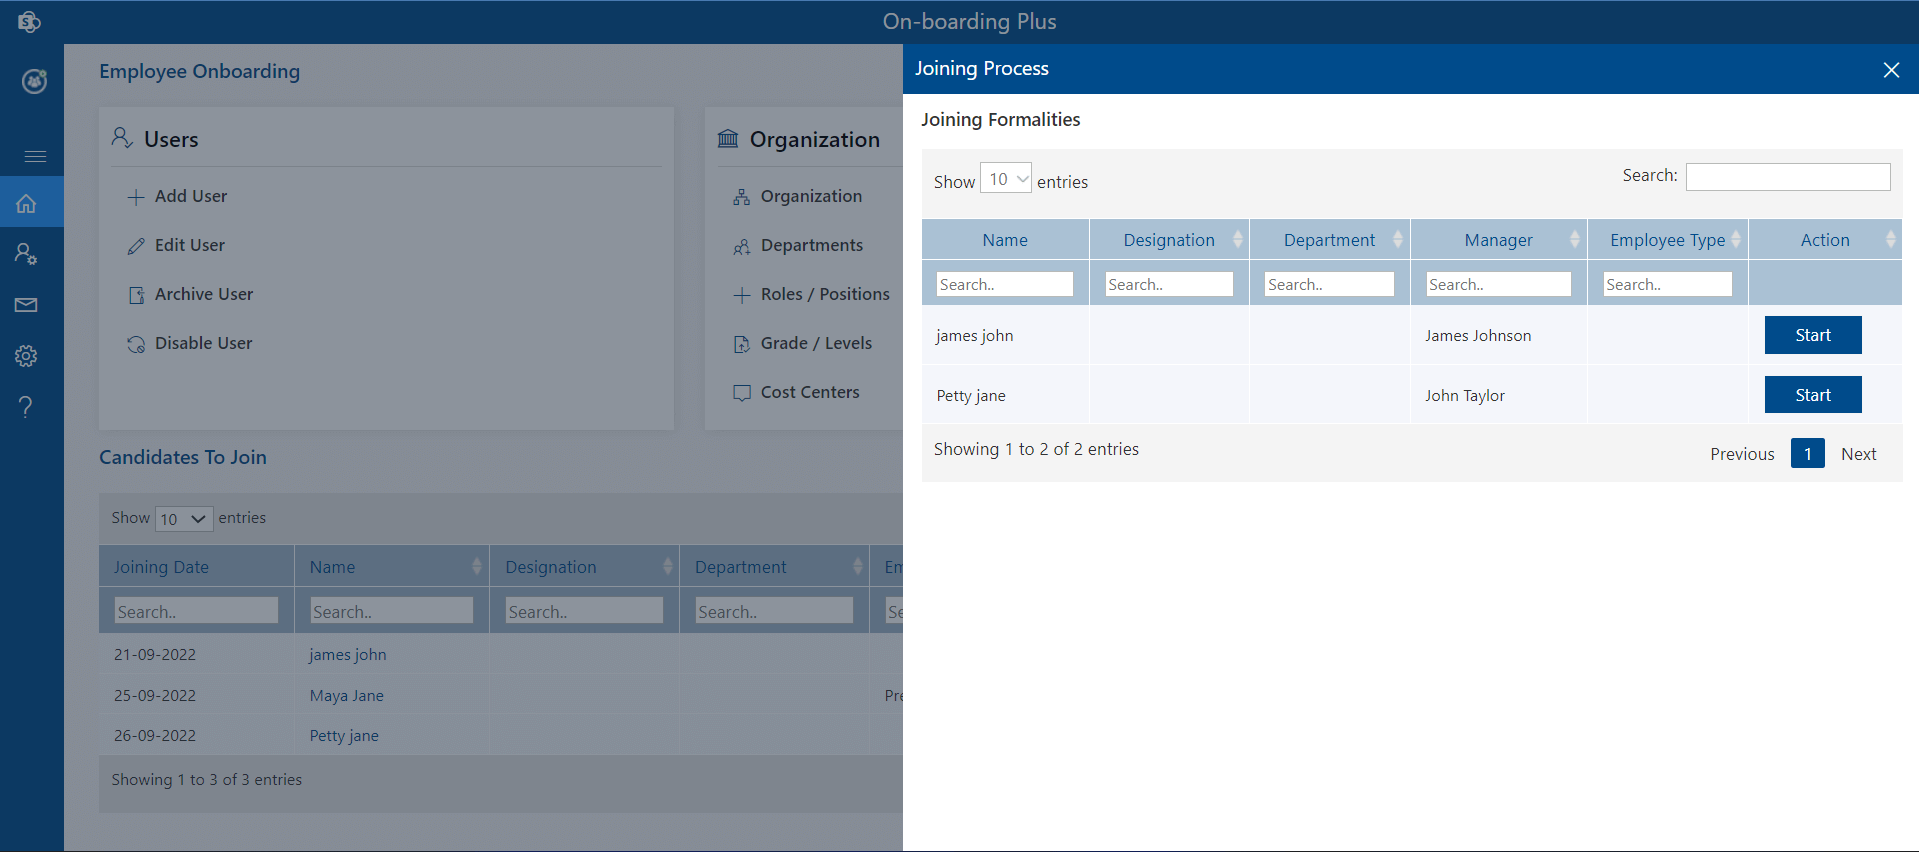 On-boarding Plus
Employee Onboarding
Users
Add User
Edit User
Archive User
Disable User
Organization
Organization
Departments
Roles / Positions
Grade / Levels
Cost Centers
Candidates To Join
Show 10 entries
Joining Date Name Designation Department
Search.. Search.. Search.. Search..
21-09-2022 james john
25-09-2022 Maya Jane
26-09-2022 Petty jane
Showing 1 to 3 of 3 entries
Joining Process
Joining Formalities
Show 10 entries Search:
Name Designation Department Manager Employee Type Action
Search.. Search.. Search.. Search.. Search..
james john James Johnson Start
Petty jane John Taylor Start
Showing 1 to 2 of 2 entries
Previous 1 Next